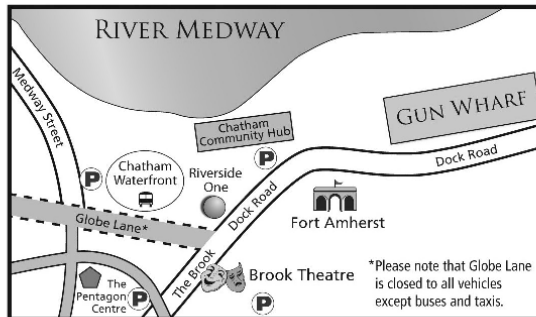 RIVER MEDWAY
Medway Street
GUN WHARF
Chatham
Community Hub
P
Dock Road
P
Chatham
Waterfront
Riverside
One
Dock Road
Fort Amherst
Globe Lane*
The Brook
Brook Theatre
The
Pentagon
Centre
P
P
*Please note that Globe Lane
is closed to all vehicles
except buses and taxis.